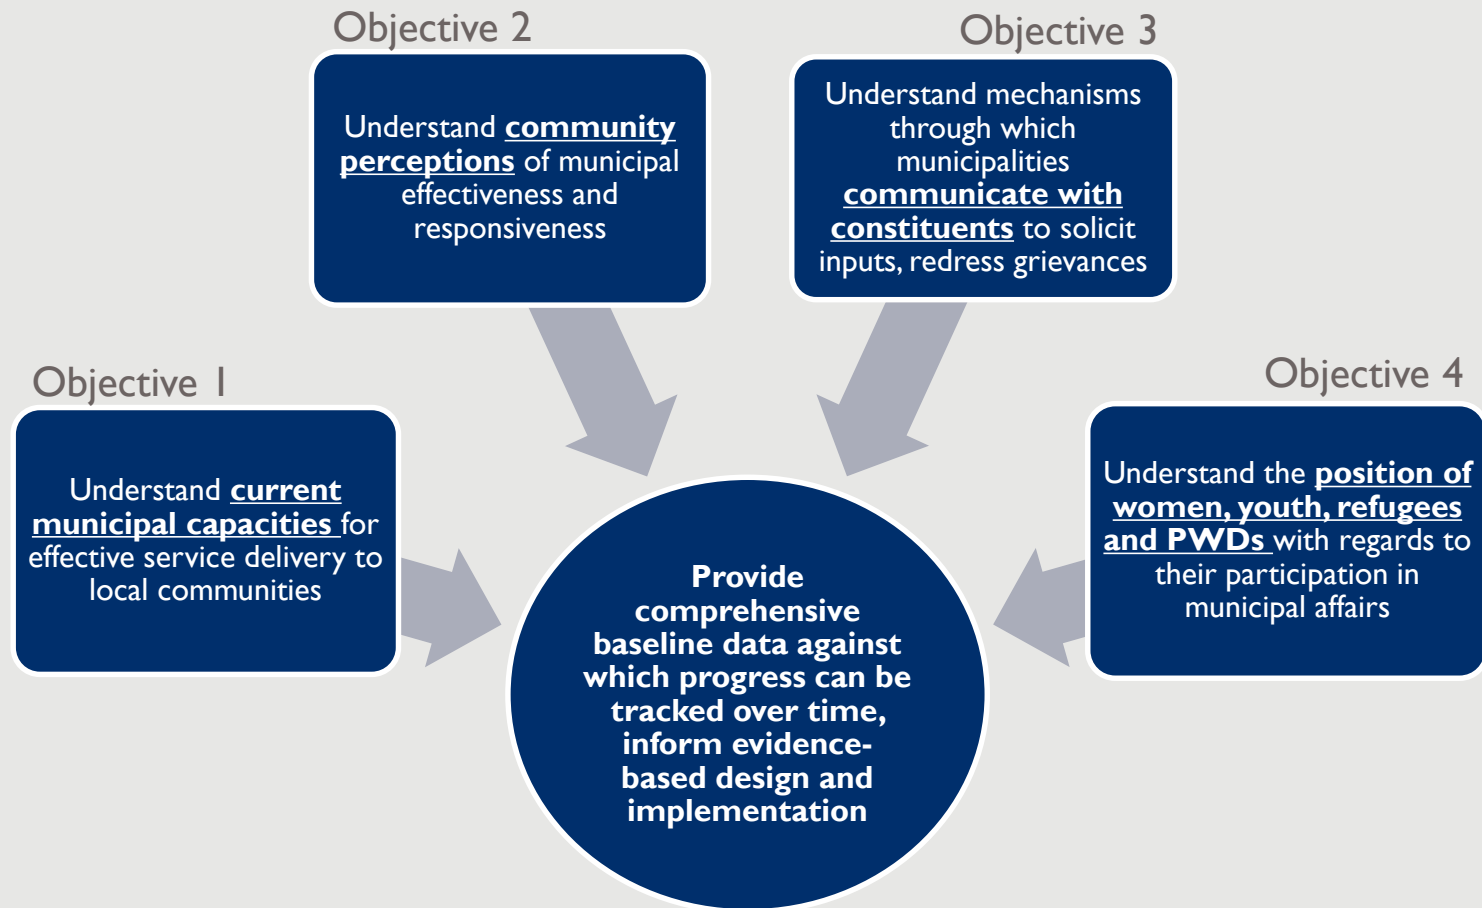 Objective 1
Understand current
municipal capacities for
effective service delivery to
local communities
Objective 2
Understand community
perceptions of municipal
effectiveness and
responsiveness
Objective 3
Understand mechanisms
through which
municipalities
communicate with
constituents to solicit
inputs, redress grievances
Objective 4
Understand the position of
women, youth, refugees
and PWDs with regards to
their participation in
municipal affairs
Provide
comprehensive
baseline data against
which progress can be
tracked over time,
inform evidence-
based design and
implementation